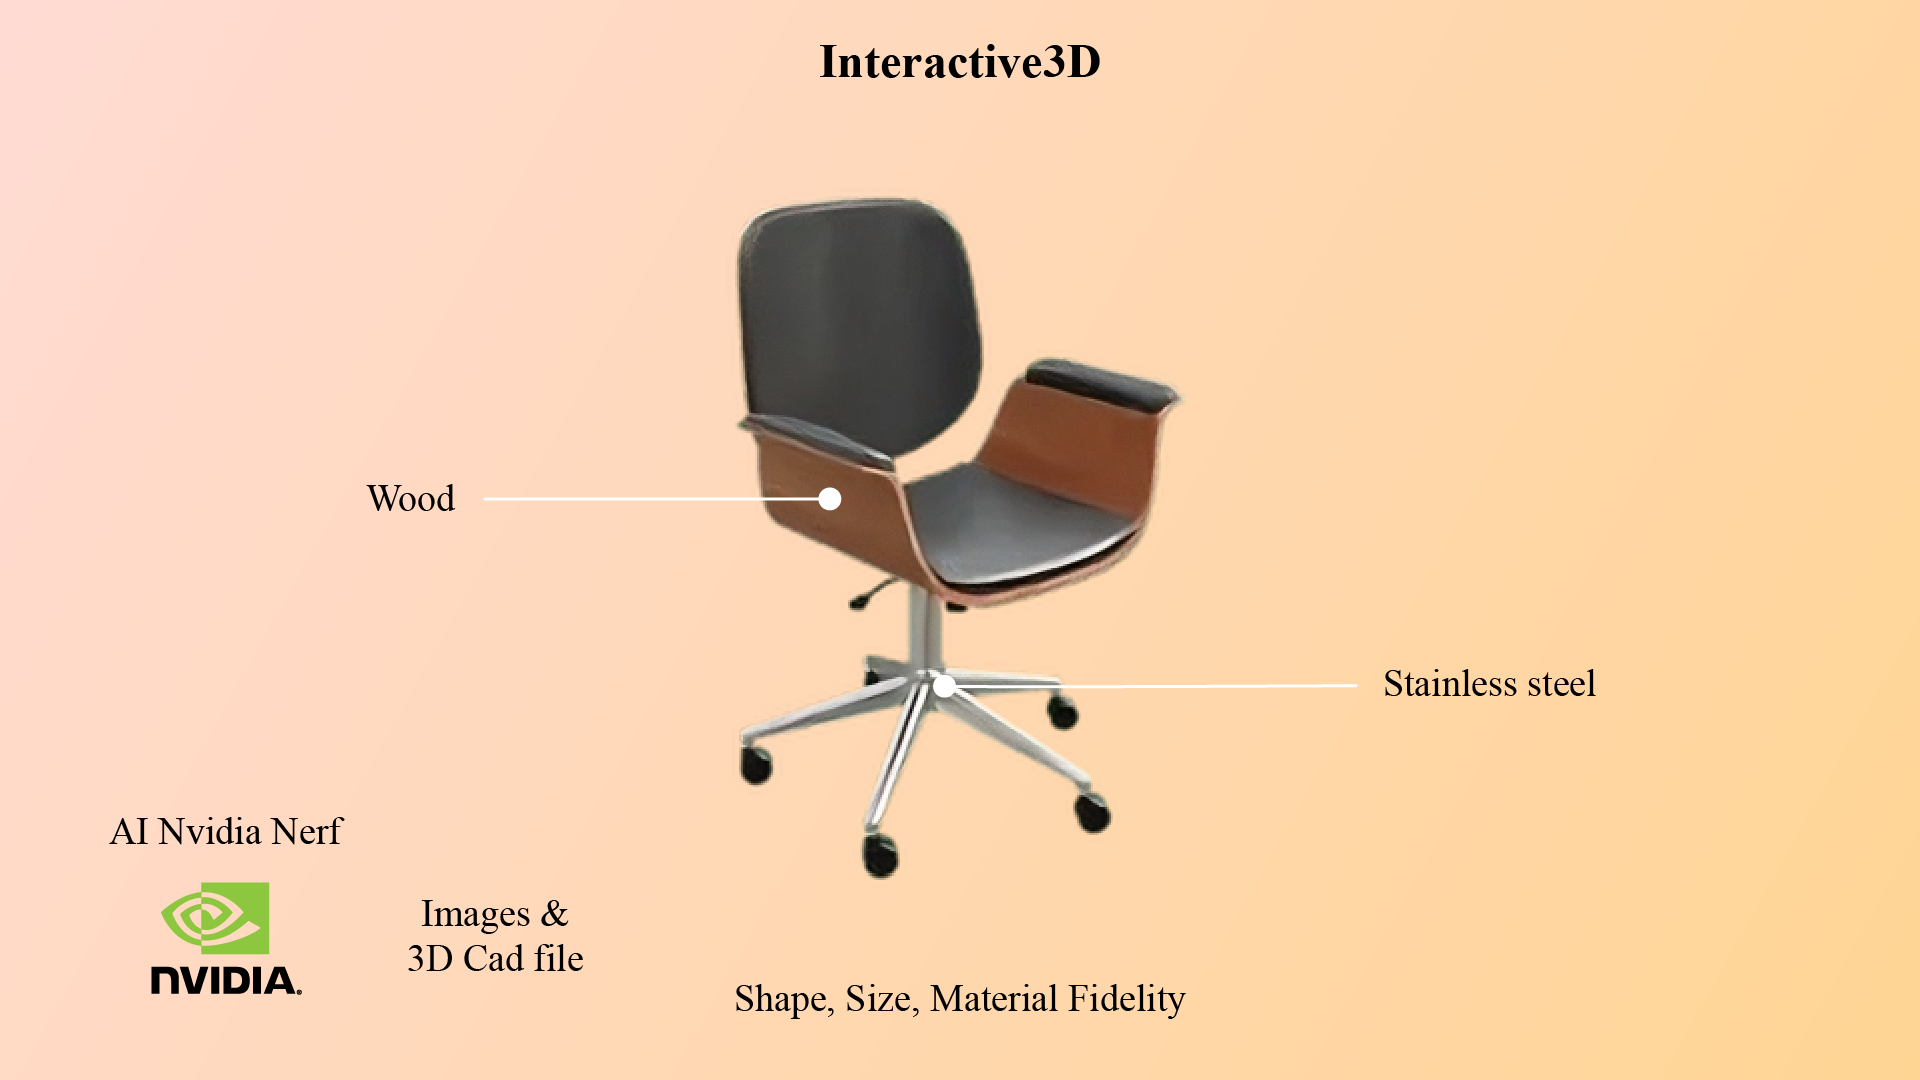 Interactive3D
Wood
Stainless steel
AI Nvidia Nerf
NVIDIA.
Images &
3D Cad file
Shape, Size, Material Fidelity